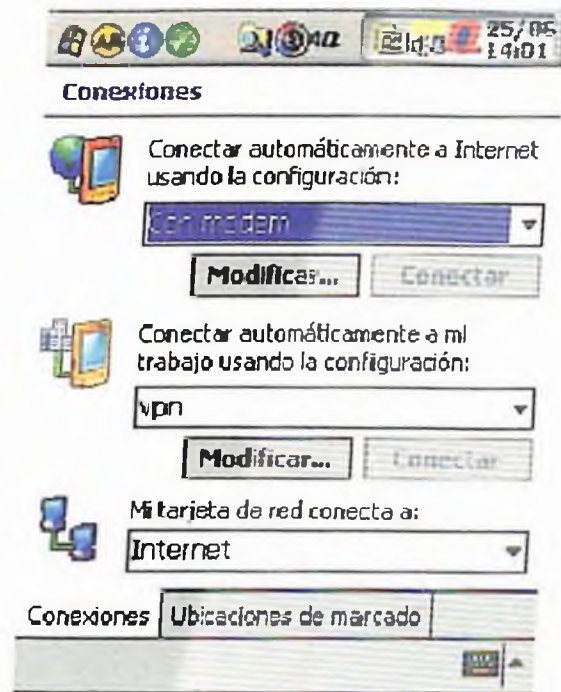 25/05
14:01
Conexiones
Conectar automáticamente a Internet
usando la configuración:
Con modem
Modificar... Conectar
Conectar automáticamente a mi
trabajo usando la configuración:
vpn
Modificar... Conectar
Mi tarjeta de red conecta a:
Internet
Conexiones Ubicaciones de marcado